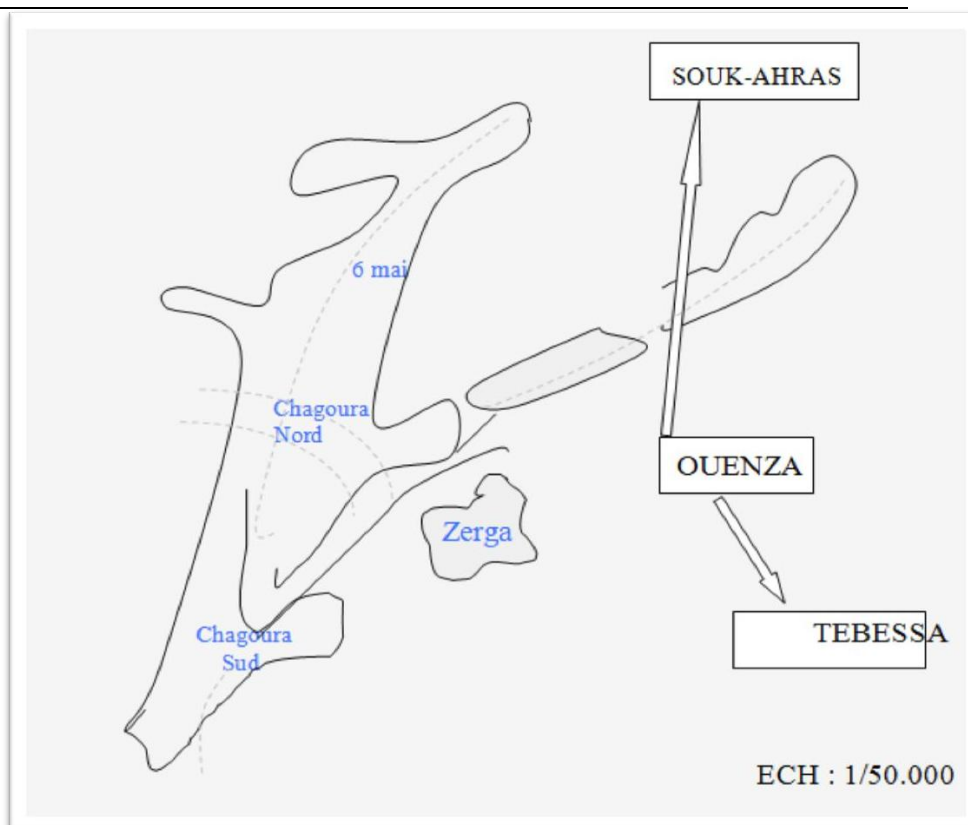 SOUK-AHRAS
6 mai
Chagoura
Nord
OUENZA
Zerga
Chagoura
Sud
TEBESSA
ECH : 1/50.000